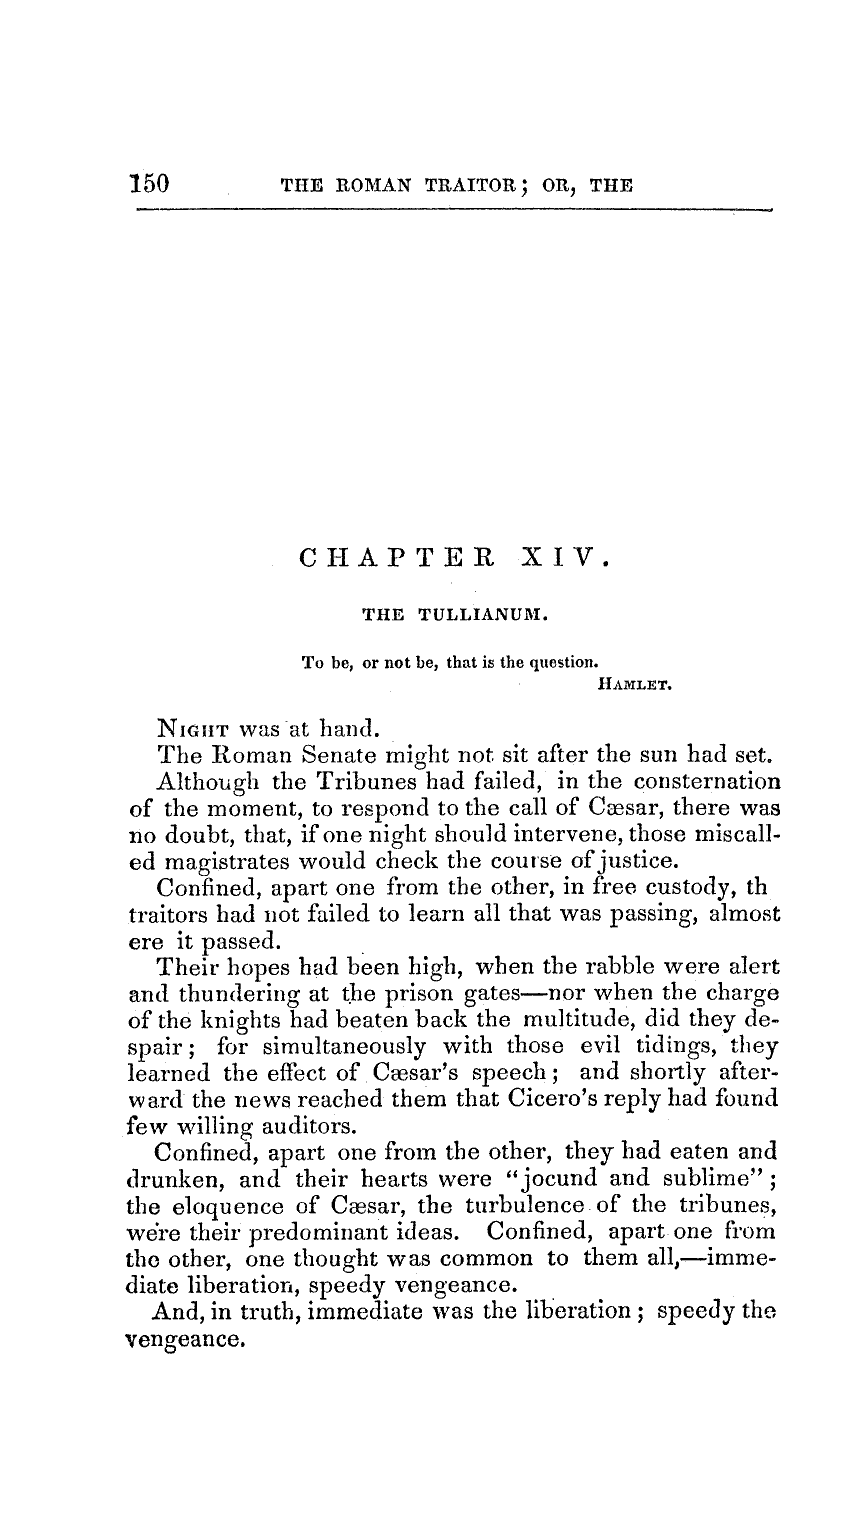 150 THE ROMAN TRAITOR; OR, THE
CHAPTER XIV.
THE TULLIANUM.
To be, or not be, that is the question.
HAMLET.
NIGHT was at hand.
The Roman Senate might not sit after the sun had set.
Although the Tribunes had failed, in the consternation
of the moment, to respond to the call of Cæsar, there was
no doubt, that, if one night should intervene, those miscall-
ed magistrates would check the course of justice.
Confined, apart one from the other, in free custody, th
traitors had not failed to learn all that was passing, almost
ere it passed.
Their hopes had been high, when the rabble were alert
and thundering at the prison gates—nor when the charge
of the knights had beaten back the multitude, did they de-
spair; for simultaneously with those evil tidings, they
learned the effect of Cæsar's speech; and shortly after-
ward the news reached them that Cicero's reply had found
few willing auditors.
Confined, apart one from the other, they had eaten and
drunken, and their hearts were "jocund and sublime";
the eloquence of Cæsar, the turbulence of the tribunes,
were their predominant ideas. Confined, apart one from
the other, one thought was common to them all,—imme-
diate liberation, speedy vengeance.
And, in truth, immediate was the liberation; speedy the
vengeance.